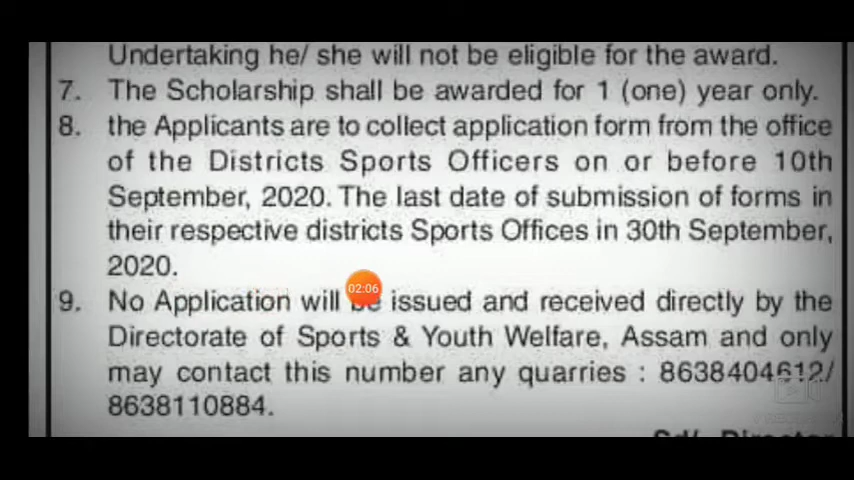 Undertaking he/ she will not be eligible for the award.
7. The Scholarship shall be awarded for 1 (one) year only.
8. the Applicants are to collect application form from the office
of the Districts Sports Officers on or before 10th
September, 2020. The last date of submission of forms in
their respective districts Sports Offices in 30th September,
2020.
02:06
9. No Application will be issued and received directly by the
Directorate of Sports & Youth Welfare, Assam and only
may contact this number any quarries : 8638404612/
8638110884.
Sd/- Director